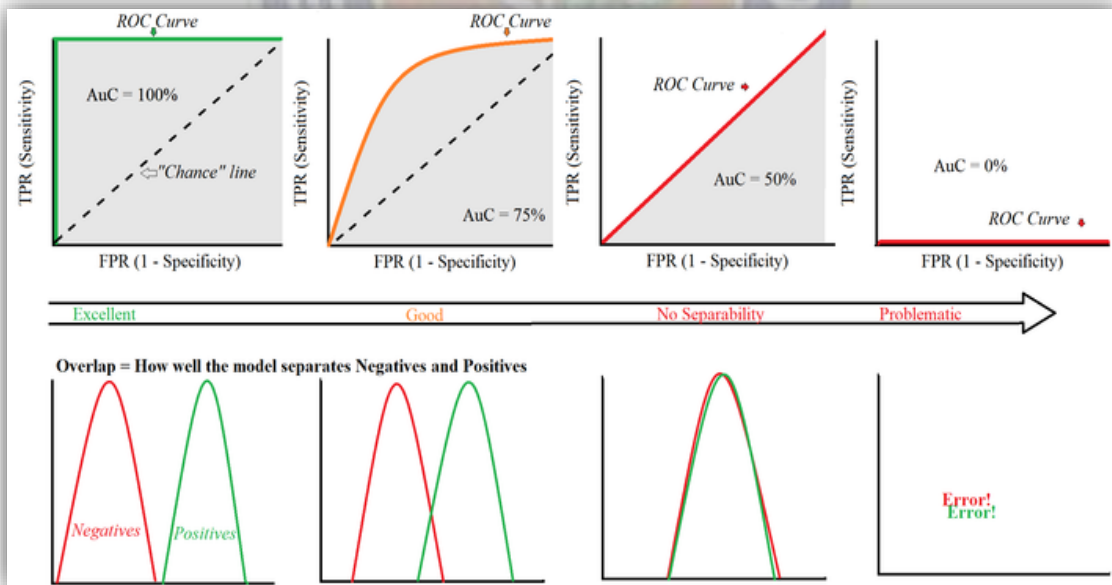 ROC Curve
TPR (Sensitivity)
AuC = 100%
"Chance" line
FPR (1 - Specificity)
ROC Curve
TPR (Sensitivity)
AuC = 75%
FPR (1 - Specificity)
TPR (Sensitivity)
ROC Curve
AuC = 50%
FPR (1 - Specificity)
TPR (Sensitivity)
AuC = 0%
ROC Curve
FPR (1 - Specificity)
Excellent
Good
No Separability
Problematic
Overlap = How well the model separates Negatives and Positives
Negatives
Positives
Error!
Error!